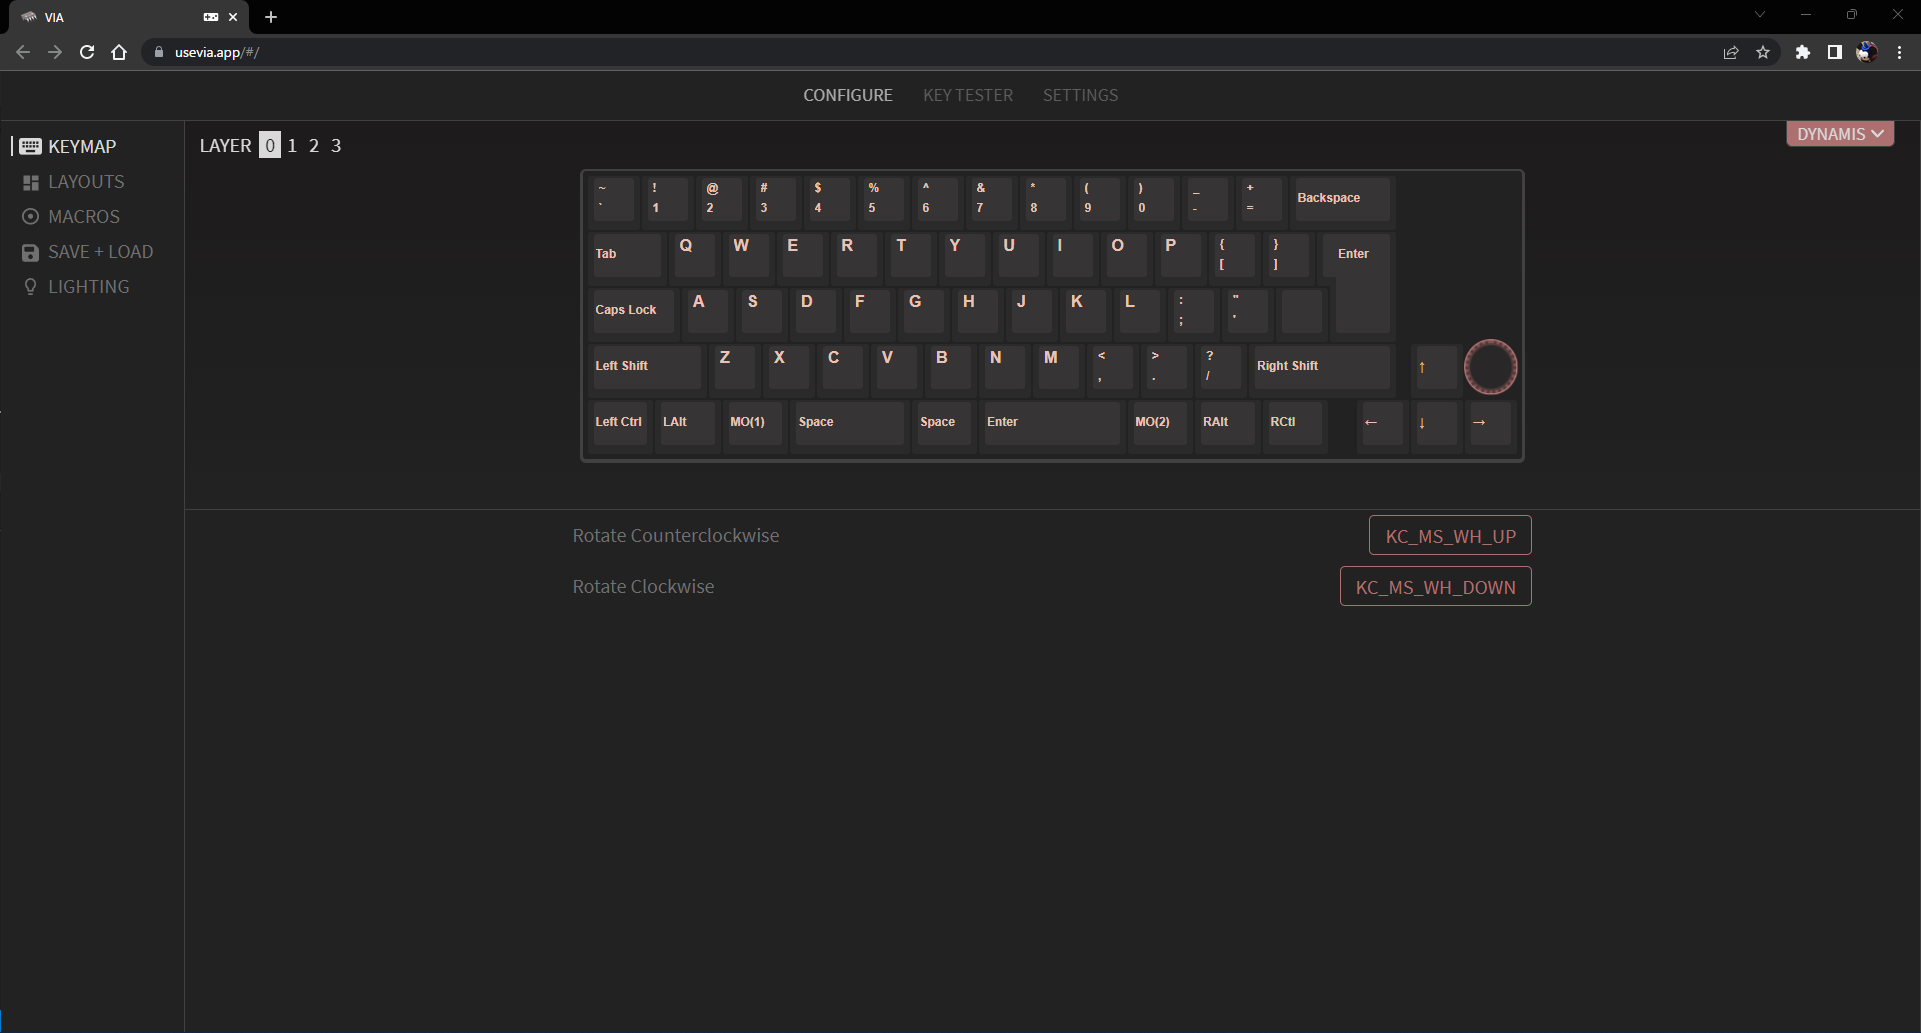 VIA
usevia.app/#/
CONFIGURE KEY TESTER SETTINGS
KEYMAP
LAYOUTS
MACROS
SAVE + LOAD
LIGHTING
LAYER 0 1 2 3
DYNAMIS
~ ! @ # $ % ^ & * ( ) _ +
` 1 2 3 4 5 6 7 8 9 0 - = Backspace
Tab Q W E R T Y U I O P { } Enter
[ ]
Caps Lock A S D F G H J K L : "
; '
Left Shift Z X C V B N M < > ? Right Shift ↑
, . /
Left Ctrl LAlt MO(1) Space Space Enter MO(2) RAlt RCtl ← ↓ →
Rotate Counterclockwise KC_MS_WH_UP
Rotate Clockwise KC_MS_WH_DOWN